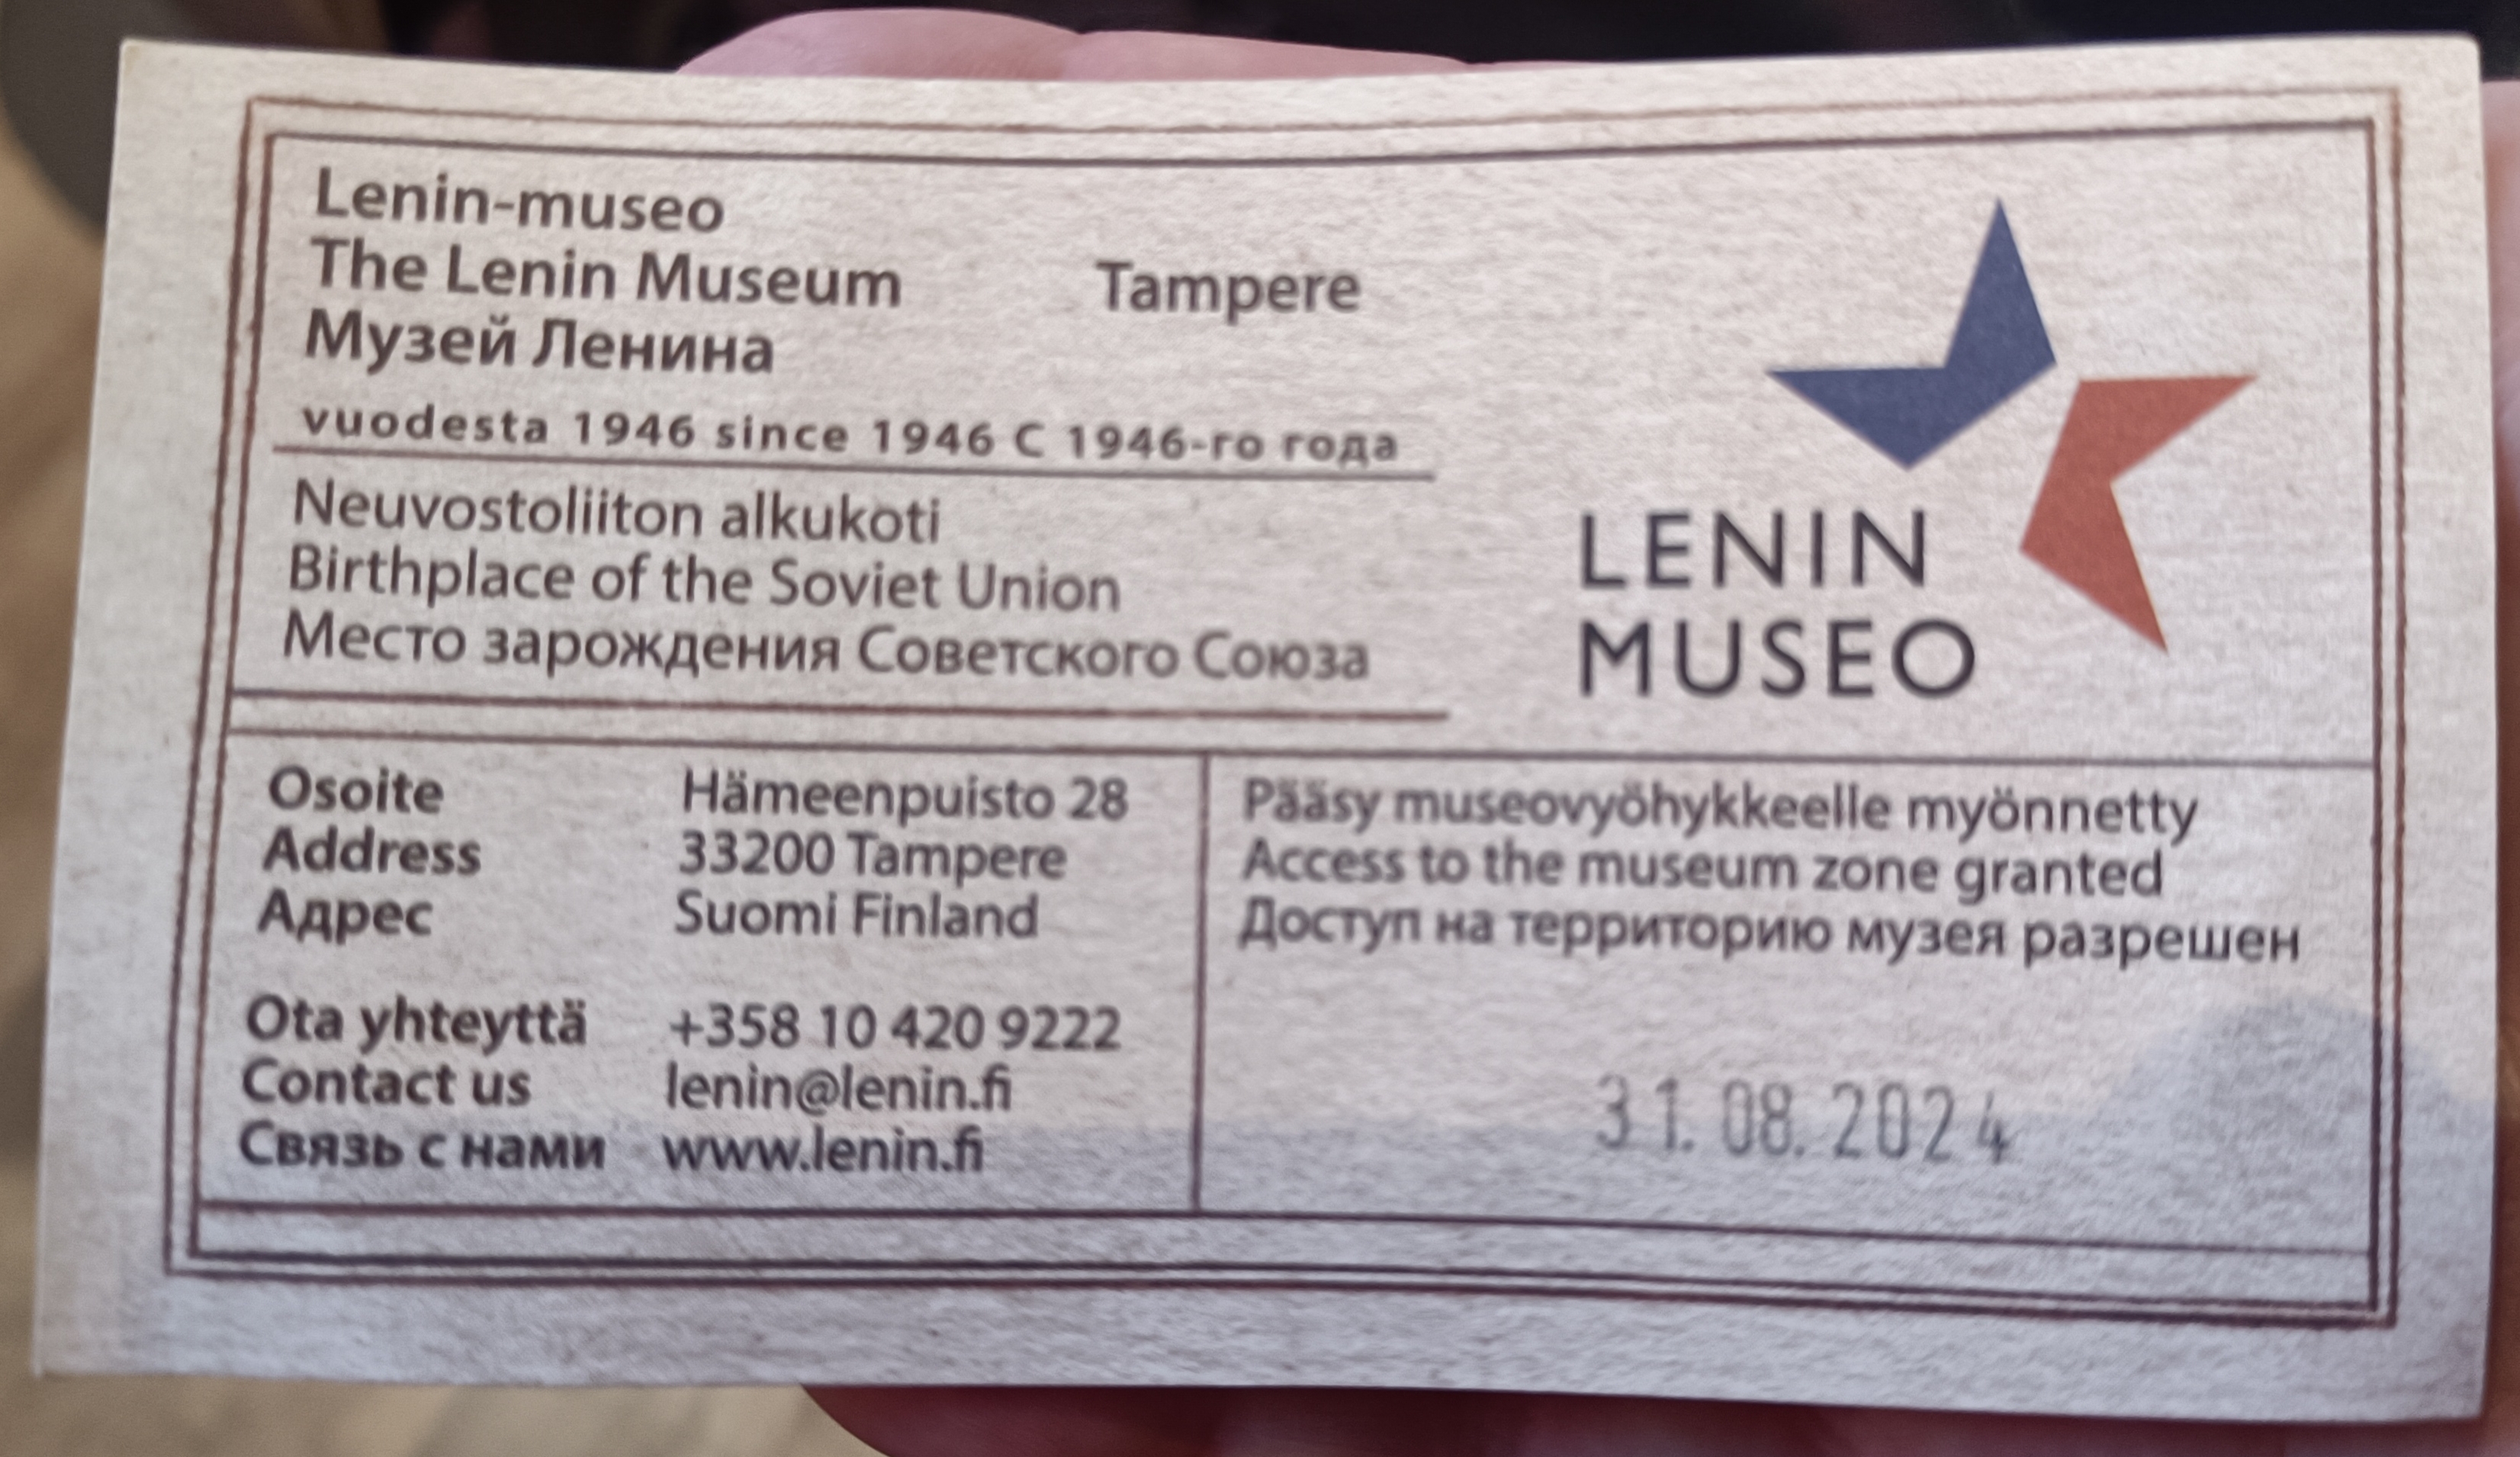 Lenin-museo
The Lenin Museum Tampere
Музей Ленина
vuodesta 1946 since 1946 С 1946-го года
Neuvostoliiton alkukoti
Birthplace of the Soviet Union
Место зарождения Советского Союза
LENIN
MUSEO
Osoite Hämeenpuisto 28
Address 33200 Tampere
Адрес Suomi Finland
Ota yhteyttä +358 10 420 9222
Contact us lenin@lenin.fi
Связь с нами www.lenin.fi
Pääsy museovyöhykkeelle myönnetty
Access to the museum zone granted
Доступ на территорию музея разрешен
31.08.2024